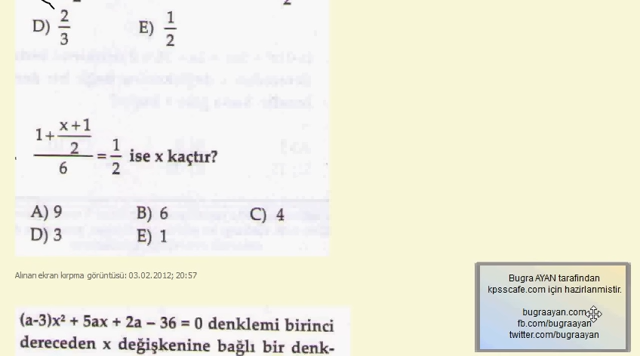 D) 2/3 E) 1/2
(1+ (x+1)/2)/6 = 1/2 ise x kaçtır?
A) 9 B) 6 C) 4
D) 3 E) 1
Alınan ekran kırpma görüntüsü: 03.02.2012; 20:57
(a-3)x² + 5ax + 2a – 36 = 0 denklemi birinci
dereceden x değişkenine bağlı bir denk-
Bugra AYAN tarafindan
kpsscafe.com için hazirlanmistir.
bugraayan.com
fb.com/bugraayan
twitter.com/bugraayan